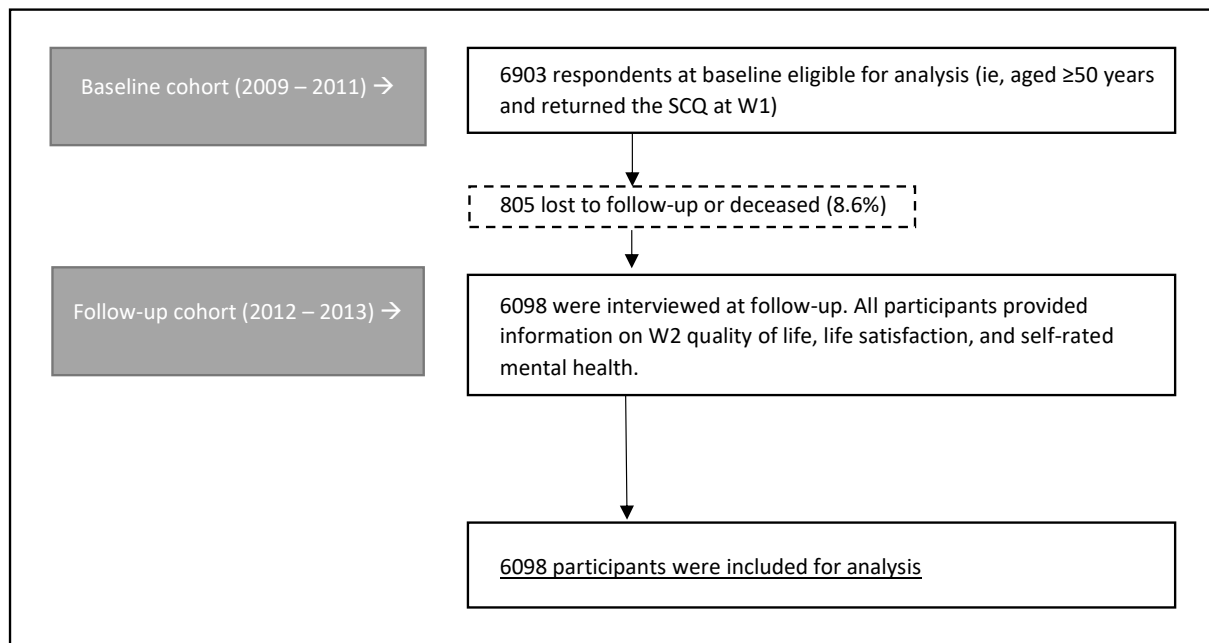 Baseline cohort (2009 – 2011) →
6903 respondents at baseline eligible for analysis (ie, aged ≥50 years
and returned the SCQ at W1)
805 lost to follow-up or deceased (8.6%)
Follow-up cohort (2012 – 2013) →
6098 were interviewed at follow-up. All participants provided
information on W2 quality of life, life satisfaction, and self-rated
mental health.
6098 participants were included for analysis